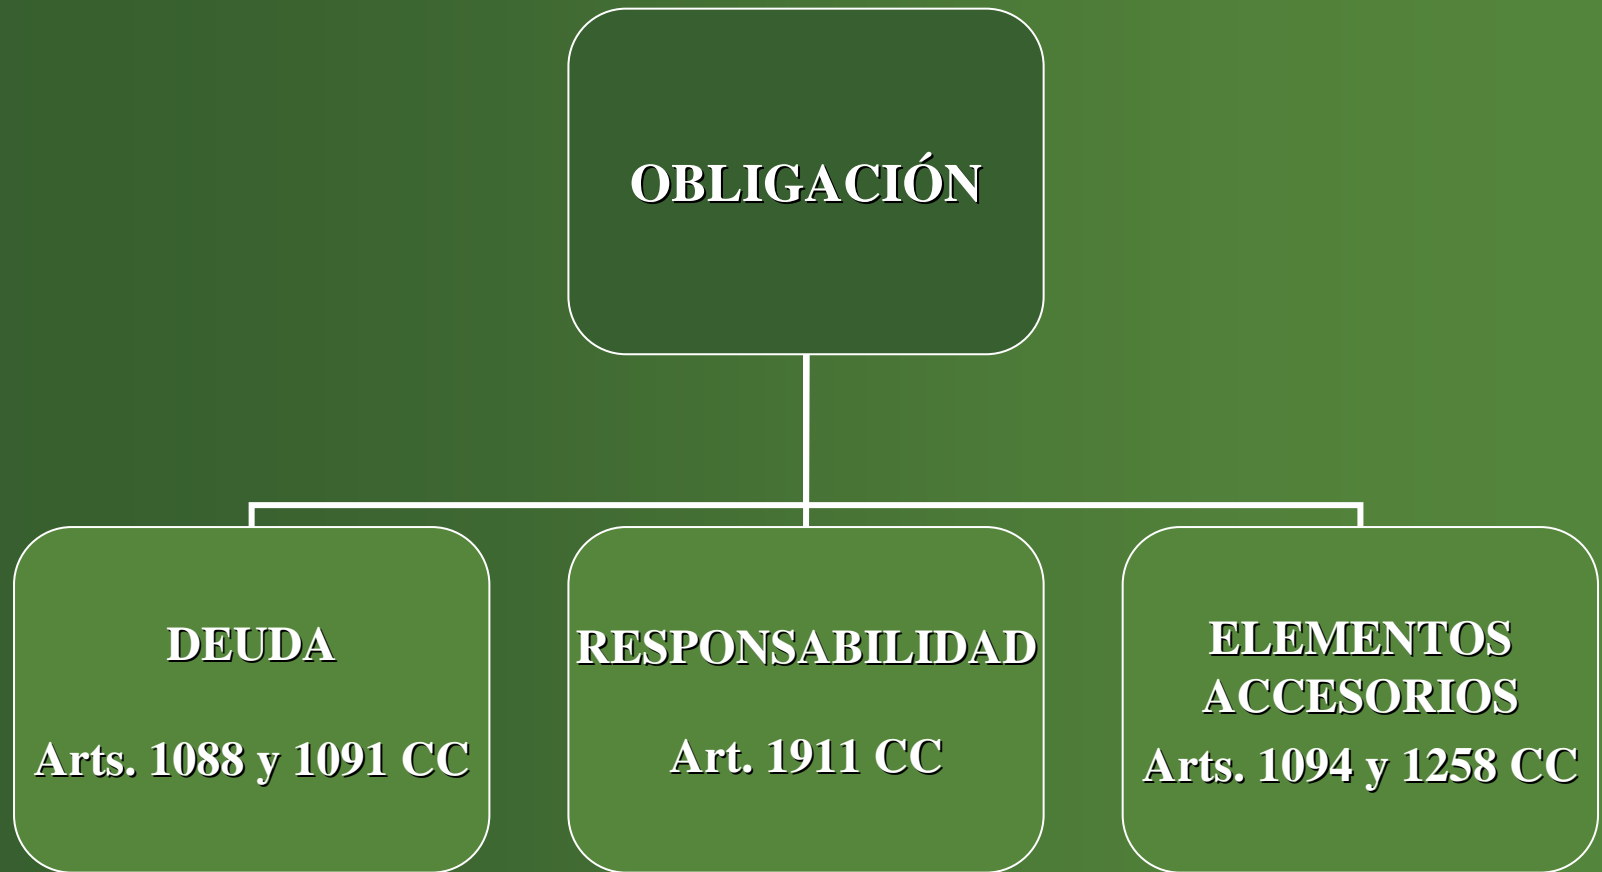 OBLIGACIÓN
DEUDA
Arts. 1088 y 1091 CC
RESPONSABILIDAD
Art. 1911 CC
ELEMENTOS
ACCESORIOS
Arts. 1094 y 1258 CC